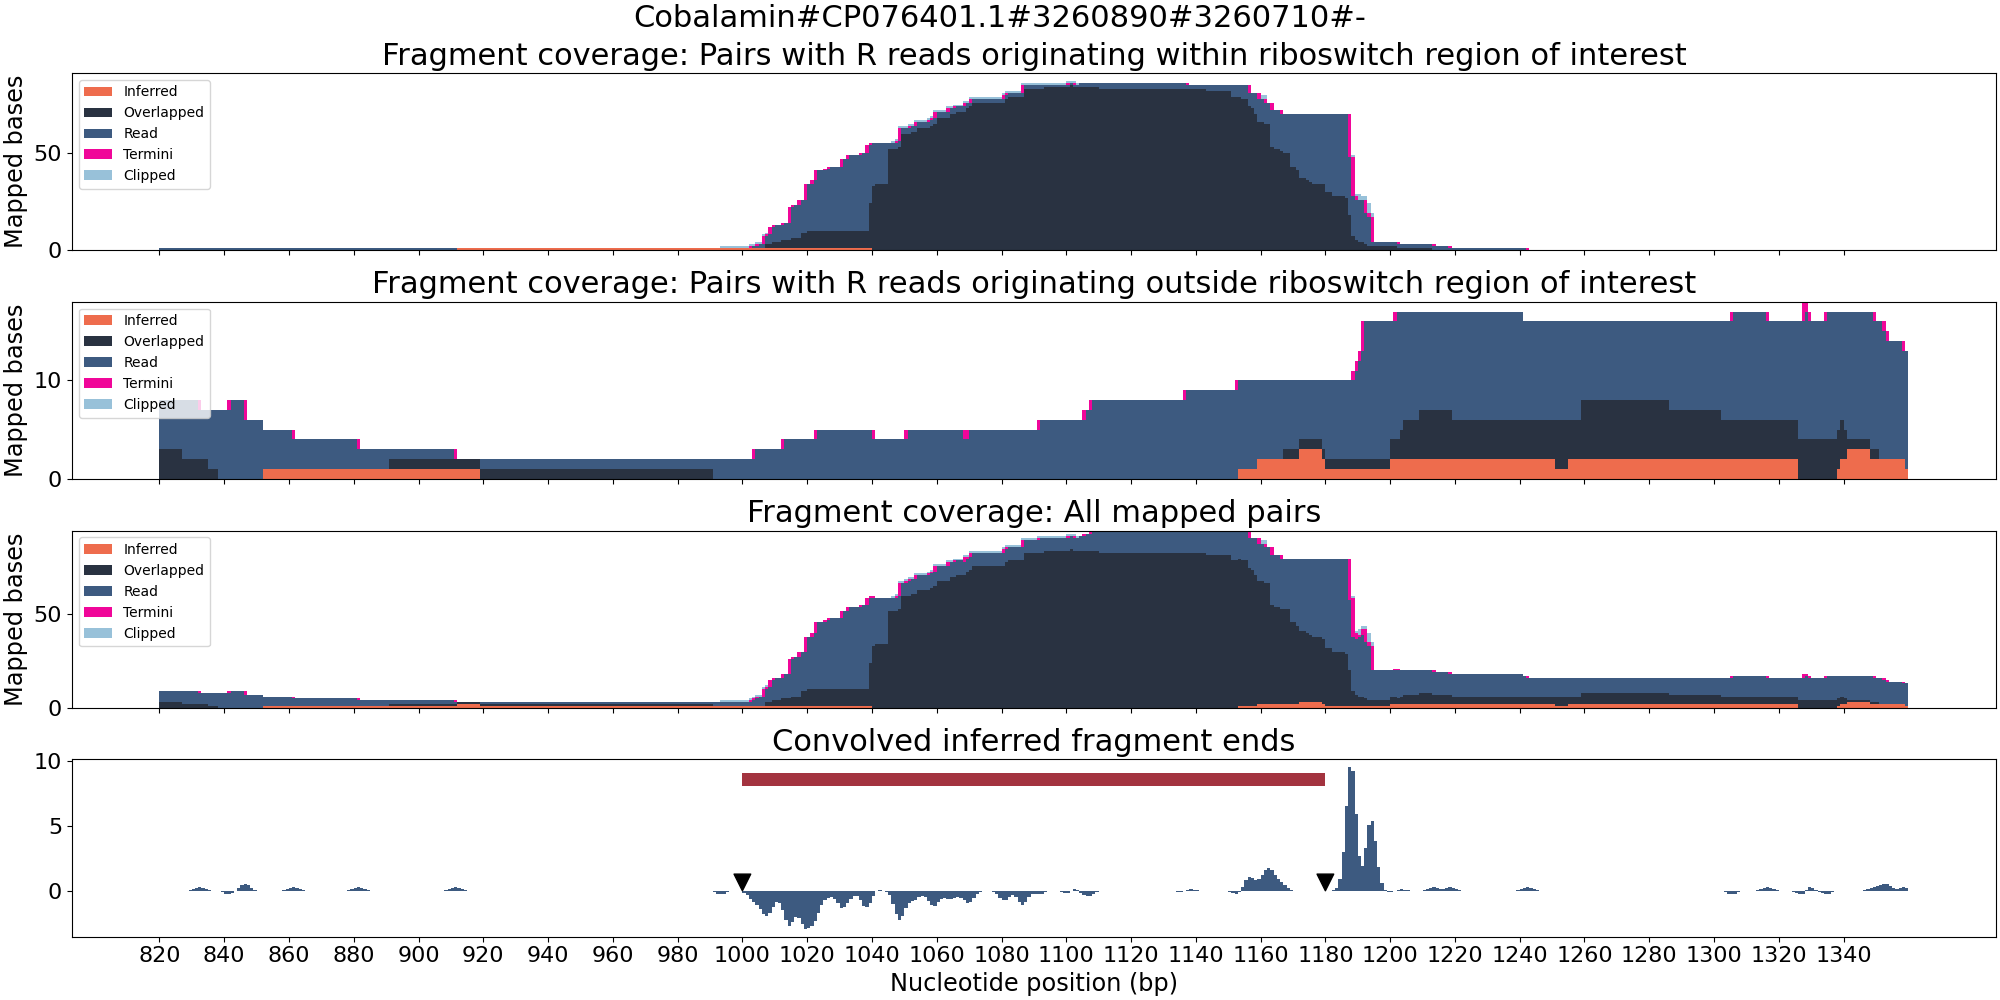 Cobalamin#CP076401.1#3260890#3260710#-
Fragment coverage: Pairs with R reads originating within riboswitch region of interest
Mapped bases
50
0
Inferred
Overlapped
Read
Termini
Clipped
Fragment coverage: Pairs with R reads originating outside riboswitch region of interest
Mapped bases
10
0
Inferred
Overlapped
Read
Termini
Clipped
Fragment coverage: All mapped pairs
Mapped bases
50
0
Inferred
Overlapped
Read
Termini
Clipped
Convolved inferred fragment ends
10
5
0
820 840 860 880 900 920 940 960 980 1000 1020 1040 1060 1080 1100 1120 1140 1160 1180 1200 1220 1240 1260 1280 1300 1320 1340
Nucleotide position (bp)